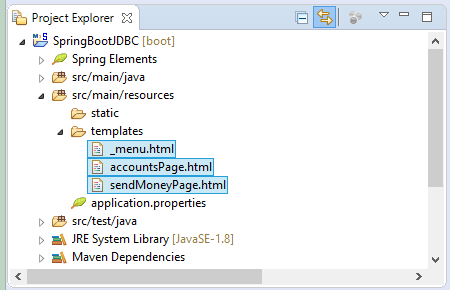 Project Explorer
SpringBootJDBC [boot]
Spring Elements
src/main/java
src/main/resources
static
templates
_menu.html
accountsPage.html
sendMoneyPage.html
application.properties
src/test/java
JRE System Library [JavaSE-1.8]
Maven Dependencies